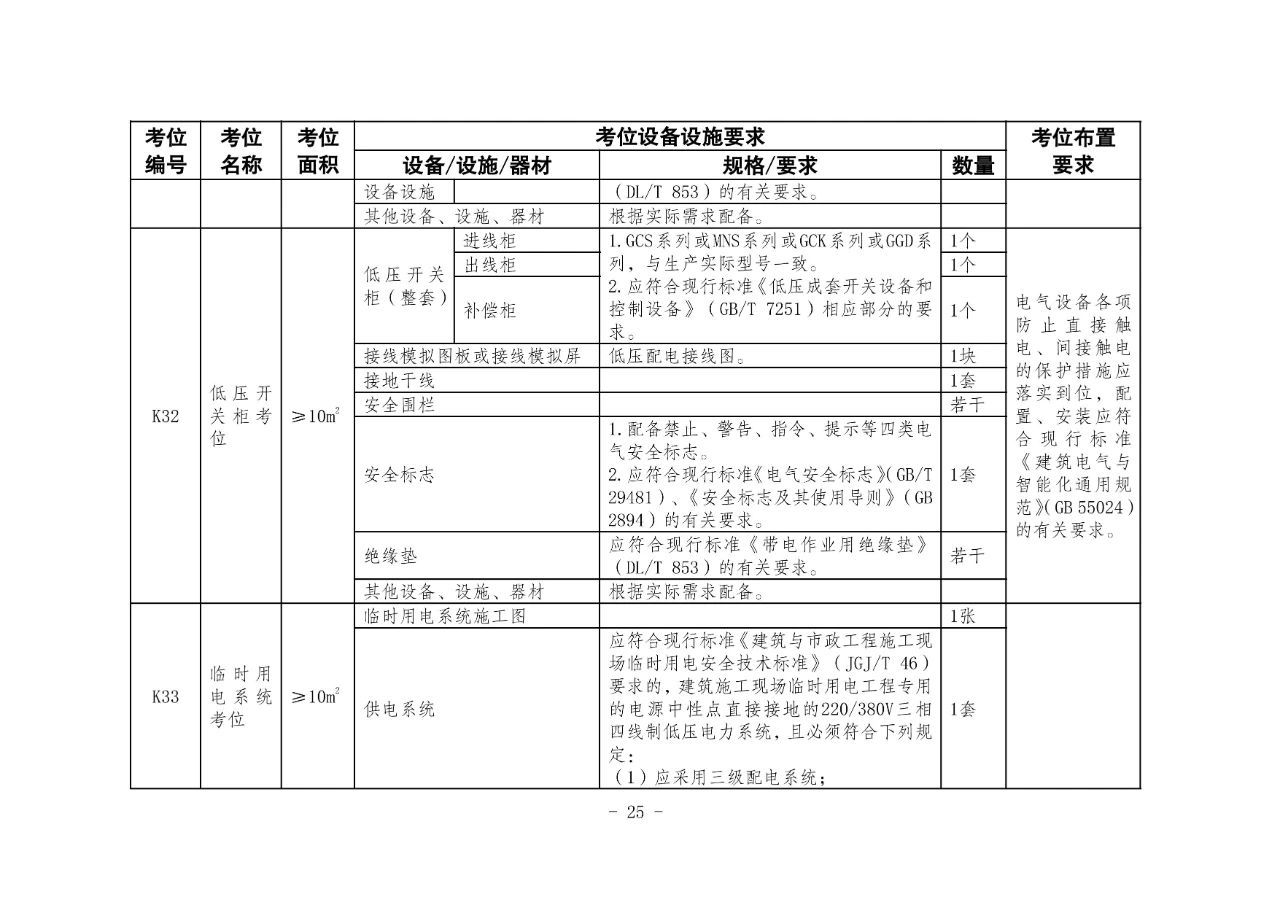 考位编号
考位名称
考位面积
考位设备设施要求
考位布置要求
设备/设施/器材
规格/要求
数量
设备设施
（DL/T 853）的有关要求。
其他设备、设施、器材
根据实际需求配备。
K32
低压开
关柜考
位
≥10m²
低压开关
柜（整套）
进线柜
出线柜
补偿柜
1.GCS系列或MNS系列或GCK系列或GGD系
列，与生产实际型号一致。
2.应符合现行标准《低压成套开关设备和
控制设备》（GB/T 7251）相应部分的要
求。
1个
1个
1个
接线模拟图板或接线模拟屏
低压配电接线图。
1块
接地干线
1套
安全围栏
若干
安全标志
1.配备禁止、警告、指令、提示等四类电
气安全标志。
2.应符合现行标准《电气安全标志》（GB/T
29481）、《安全标志及其使用导则》（GB
2894）的有关要求。
1套
绝缘垫
应符合现行标准《带电作业用绝缘垫》
（DL/T 853）的有关要求。
若干
其他设备、设施、器材
根据实际需求配备。
电气设备各项
防止直接触
电、间接触电
的保护措施应
落实到位，配
置、安装应符
合现行标准
《建筑电气与
智能化通用规
范》（GB 55024）
的有关要求。
K33
临时用
电系统
考位
≥10m²
临时用电系统施工图
1张
供电系统
应符合现行标准《建筑与市政工程施工现
场临时用电安全技术标准》（JGJ/T 46）
要求的，建筑施工现场临时用电工程专用
的电源中性点直接接地的220/380V三相
四线制低压电力系统，且必须符合下列规
定：
（1）应采用三级配电系统；
1套
- 25 -